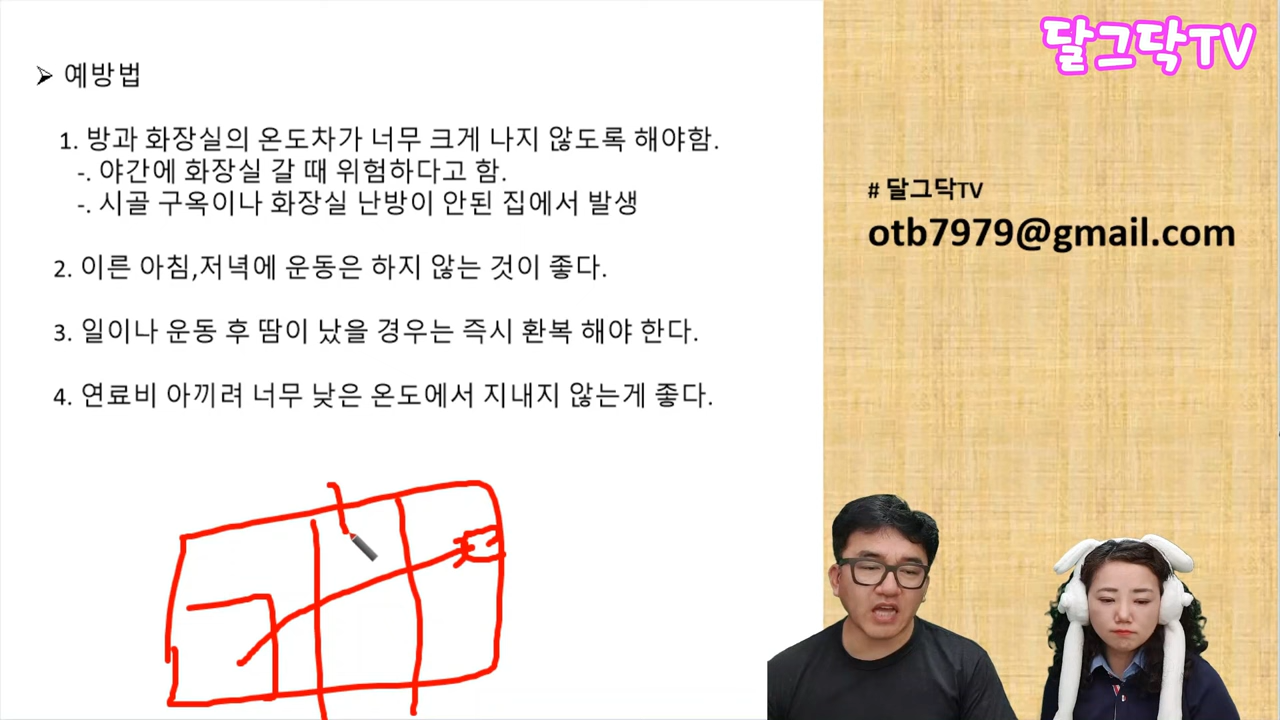 ➢ 예방법
1. 방과 화장실의 온도차가 너무 크게 나지 않도록 해야함.
-. 야간에 화장실 갈 때 위험하다고 함.
-. 시골 구옥이나 화장실 난방이 안된 집에서 발생
2. 이른 아침,저녁에 운동은 하지 않는 것이 좋다.
3. 일이나 운동 후 땀이 났을 경우는 즉시 환복 해야 한다.
4. 연료비 아끼려 너무 낮은 온도에서 지내지 않는게 좋다.
달그닥TV
# 달그닥TV
otb7979@gmail.com